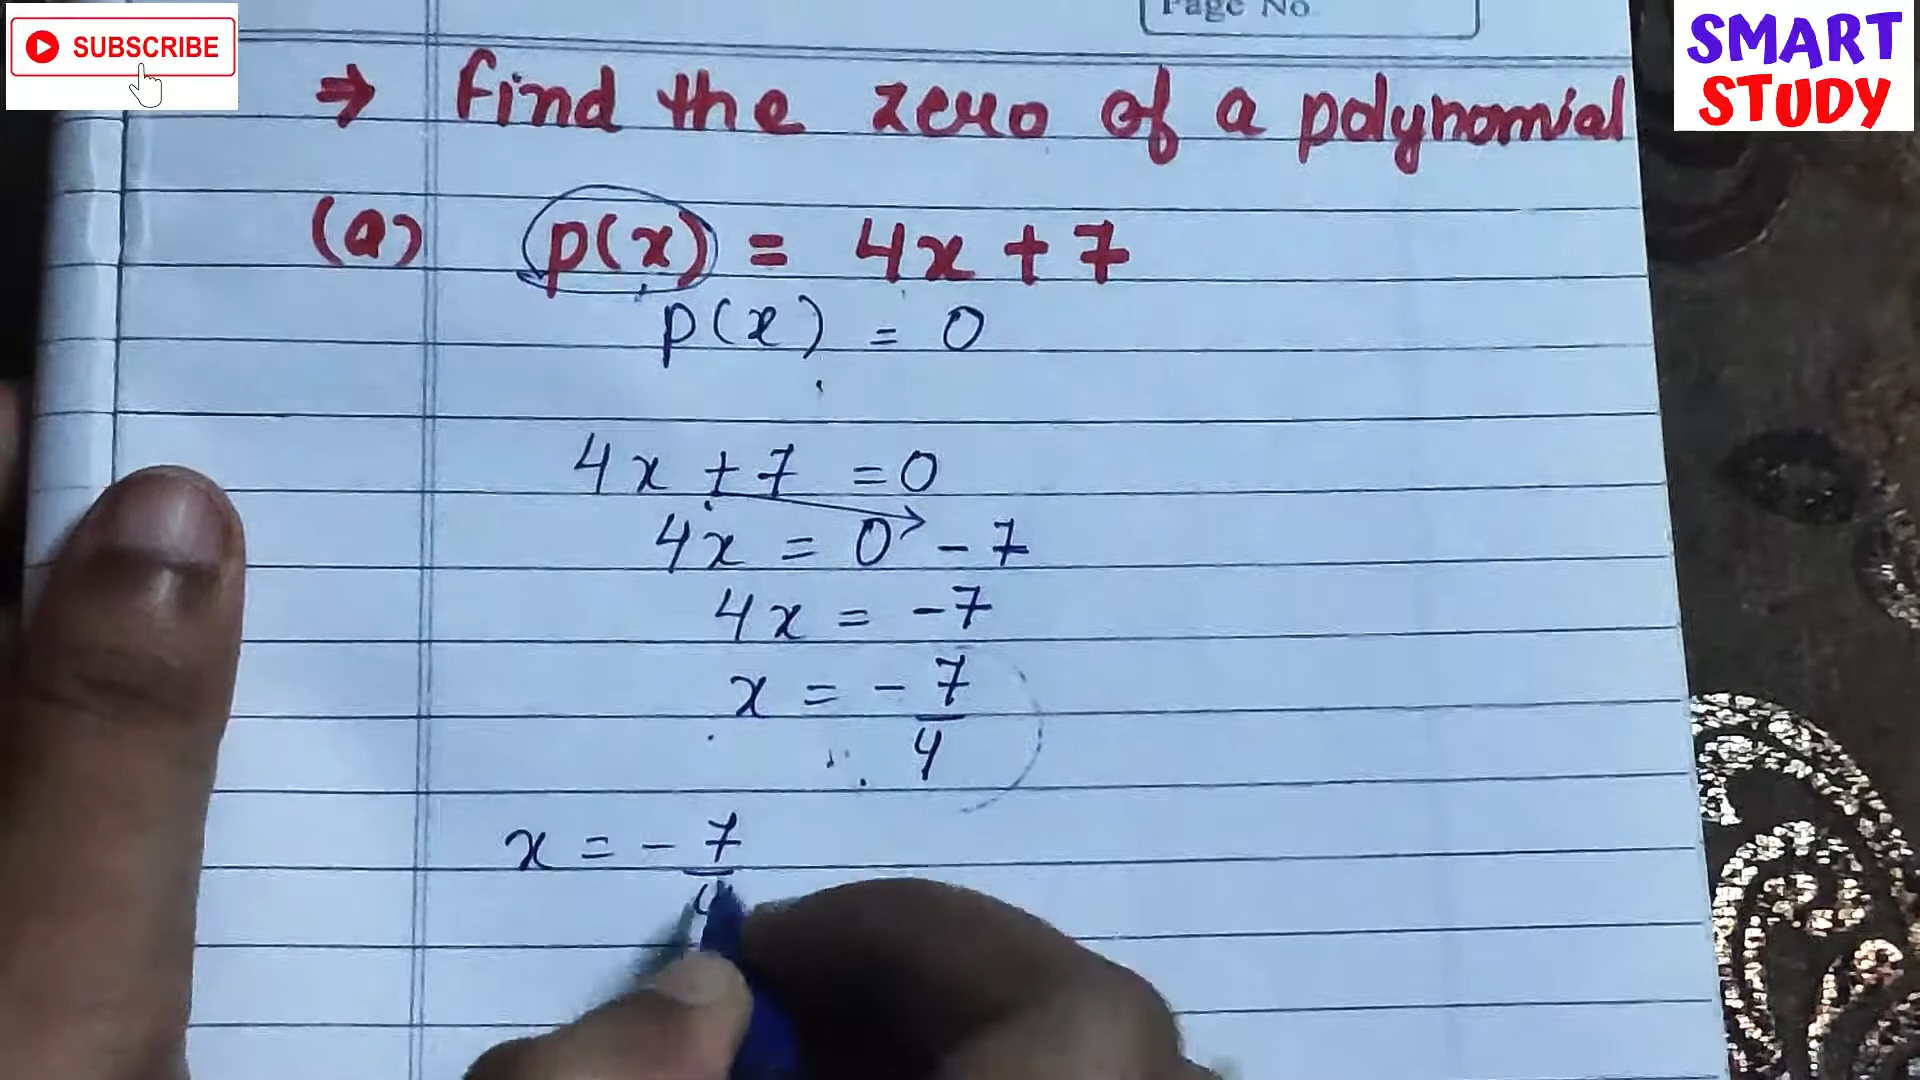 SUBSCRIBE
Page No
SMART
STUDY
→ Find the zero of a polynomial
(a) p(x) = 4x + 7
p(x) = 0
4x + 7 = 0
4x = 0 - 7
4x = -7
x = - 7/4
x = - 7